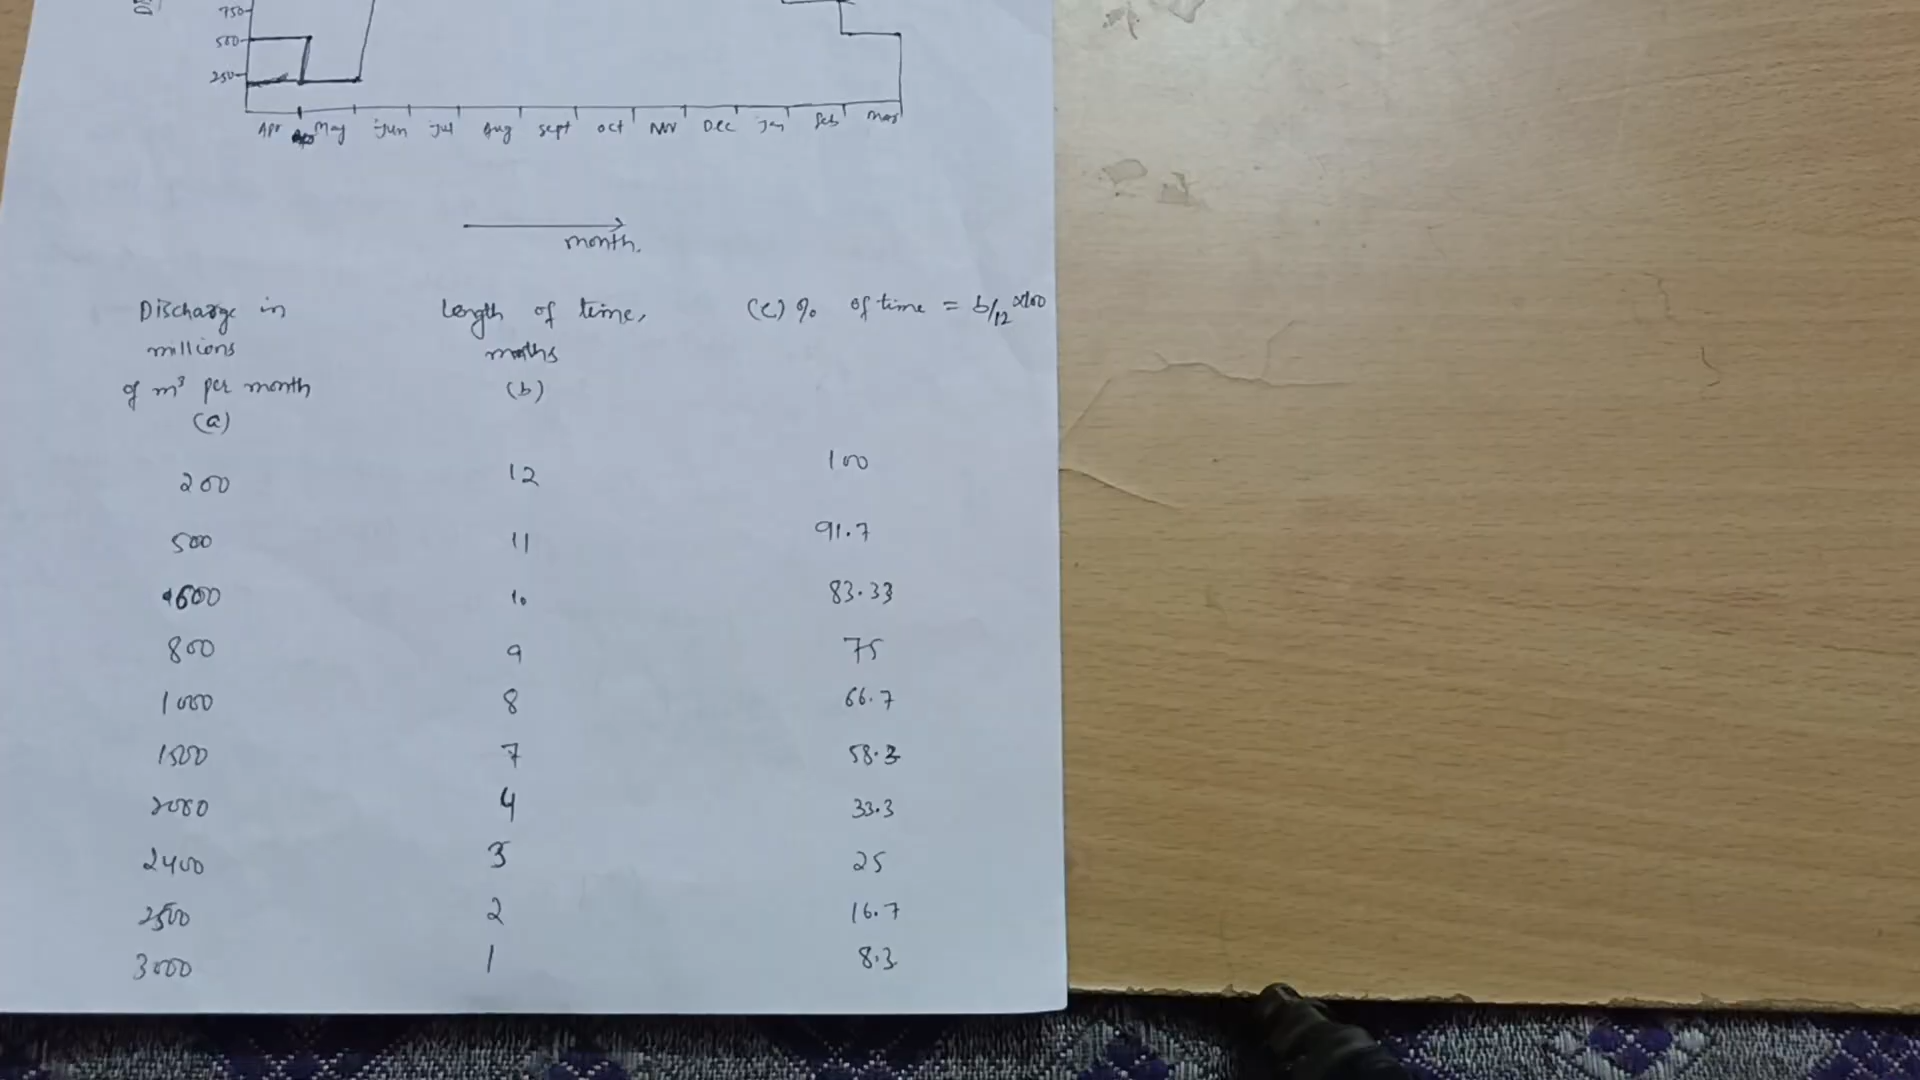 750
500
250
Apr May Jun Jul Aug sept oct Nov Dec Jan Feb Mar
month.
Discharge in millions of m³ per month (a)
Length of time, months (b)
(c) % of time = b/12 x100
200 12 100
500 11 91.7
600 10 83.33
800 9 75
1000 8 66.7
1500 7 58.3
2000 4 33.3
2400 3 25
2500 2 16.7
3000 1 8.3